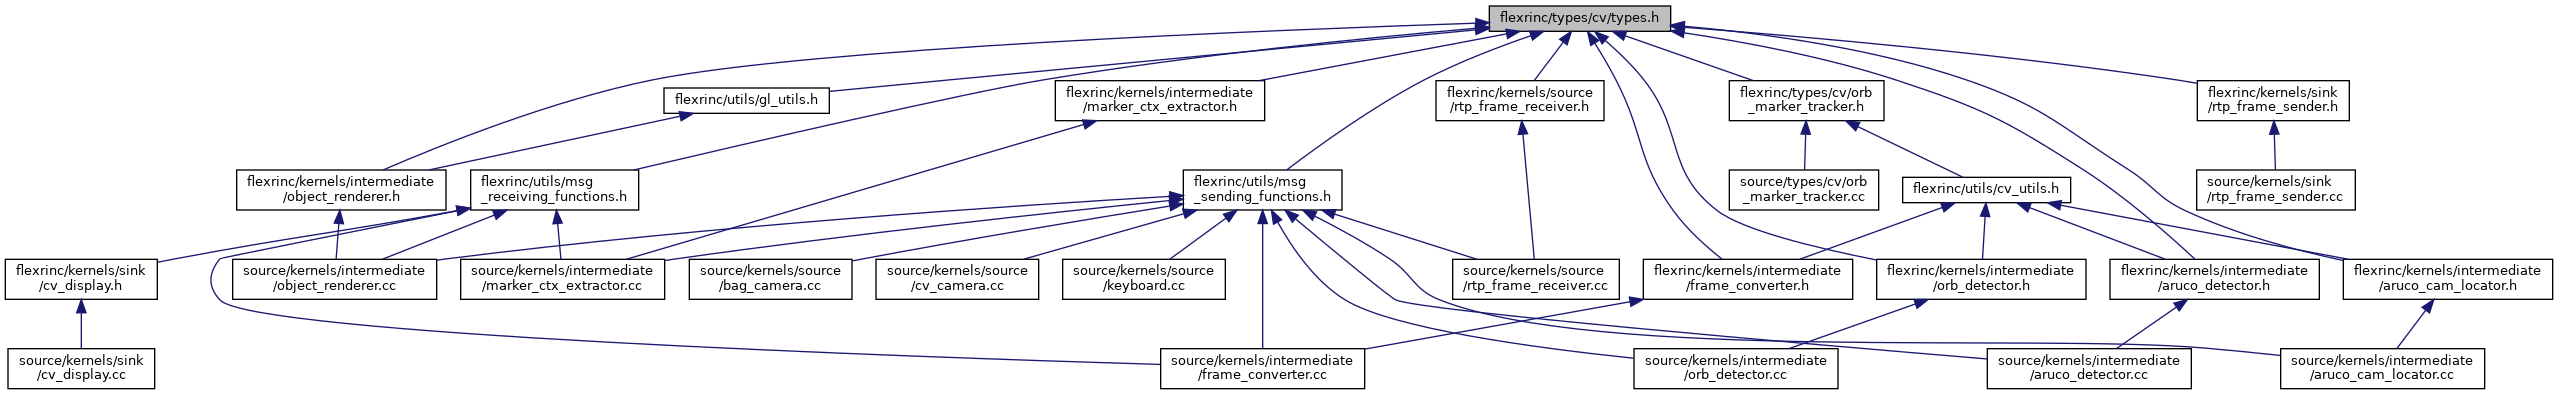 flexrinc/types/cv/types.h
flexrinc/utils/gl_utils.h
flexrinc/kernels/intermediate
/marker_ctx_extractor.h
flexrinc/kernels/source
/rtp_frame_receiver.h
flexrinc/types/cv/orb
_marker_tracker.h
flexrinc/kernels/sink
/rtp_frame_sender.h
flexrinc/kernels/intermediate
/object_renderer.h
flexrinc/utils/msg
_receiving_functions.h
flexrinc/utils/msg
_sending_functions.h
source/types/cv/orb
_marker_tracker.cc
flexrinc/utils/cv_utils.h
source/kernels/sink
/rtp_frame_sender.cc
flexrinc/kernels/sink
/cv_display.h
source/kernels/intermediate
/object_renderer.cc
source/kernels/intermediate
/marker_ctx_extractor.cc
source/kernels/source
/bag_camera.cc
source/kernels/source
/cv_camera.cc
source/kernels/source
/keyboard.cc
source/kernels/source
/rtp_frame_receiver.cc
flexrinc/kernels/intermediate
/frame_converter.h
flexrinc/kernels/intermediate
/orb_detector.h
flexrinc/kernels/intermediate
/aruco_detector.h
flexrinc/kernels/intermediate
/aruco_cam_locator.h
source/kernels/sink
/cv_display.cc
source/kernels/intermediate
/frame_converter.cc
source/kernels/intermediate
/orb_detector.cc
source/kernels/intermediate
/aruco_detector.cc
source/kernels/intermediate
/aruco_cam_locator.cc